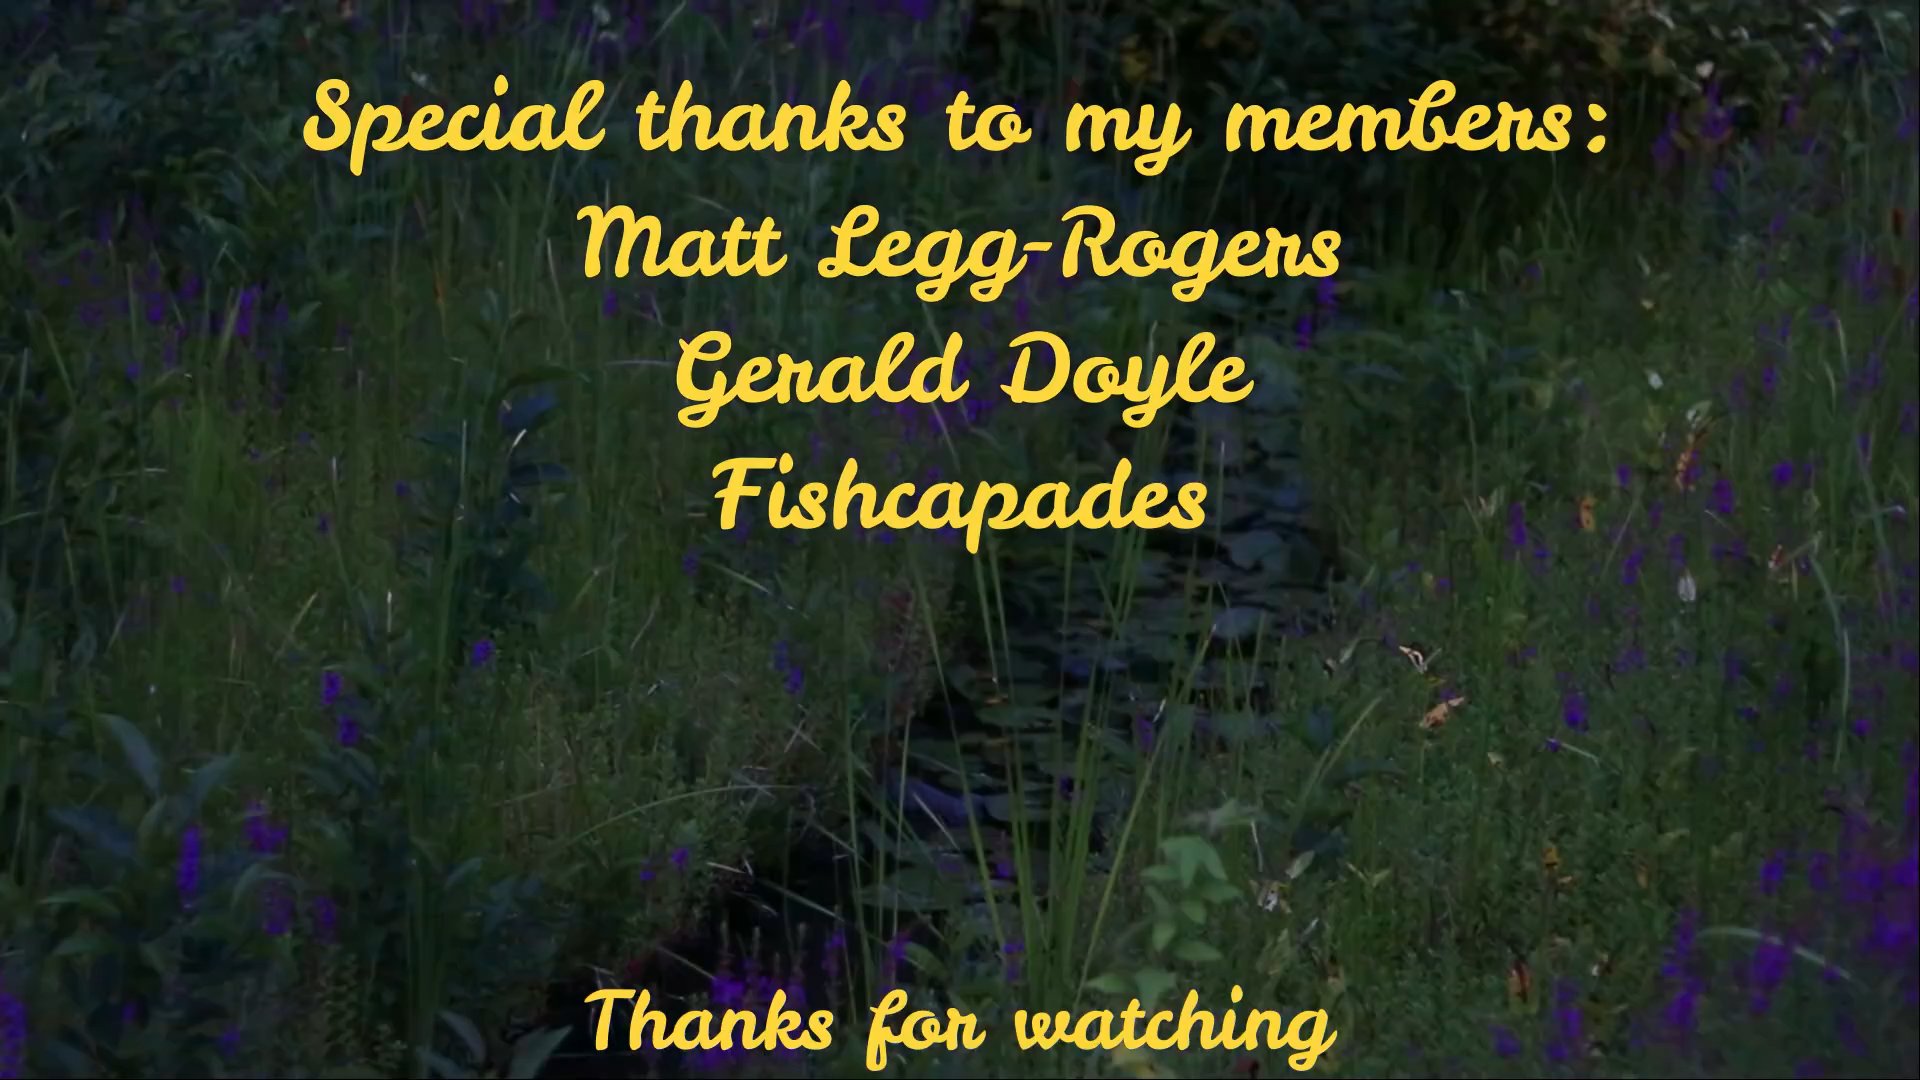 Special thanks to my members:
Matt Legg-Rogers
Gerald Doyle
Fishcapades
Thanks for watching